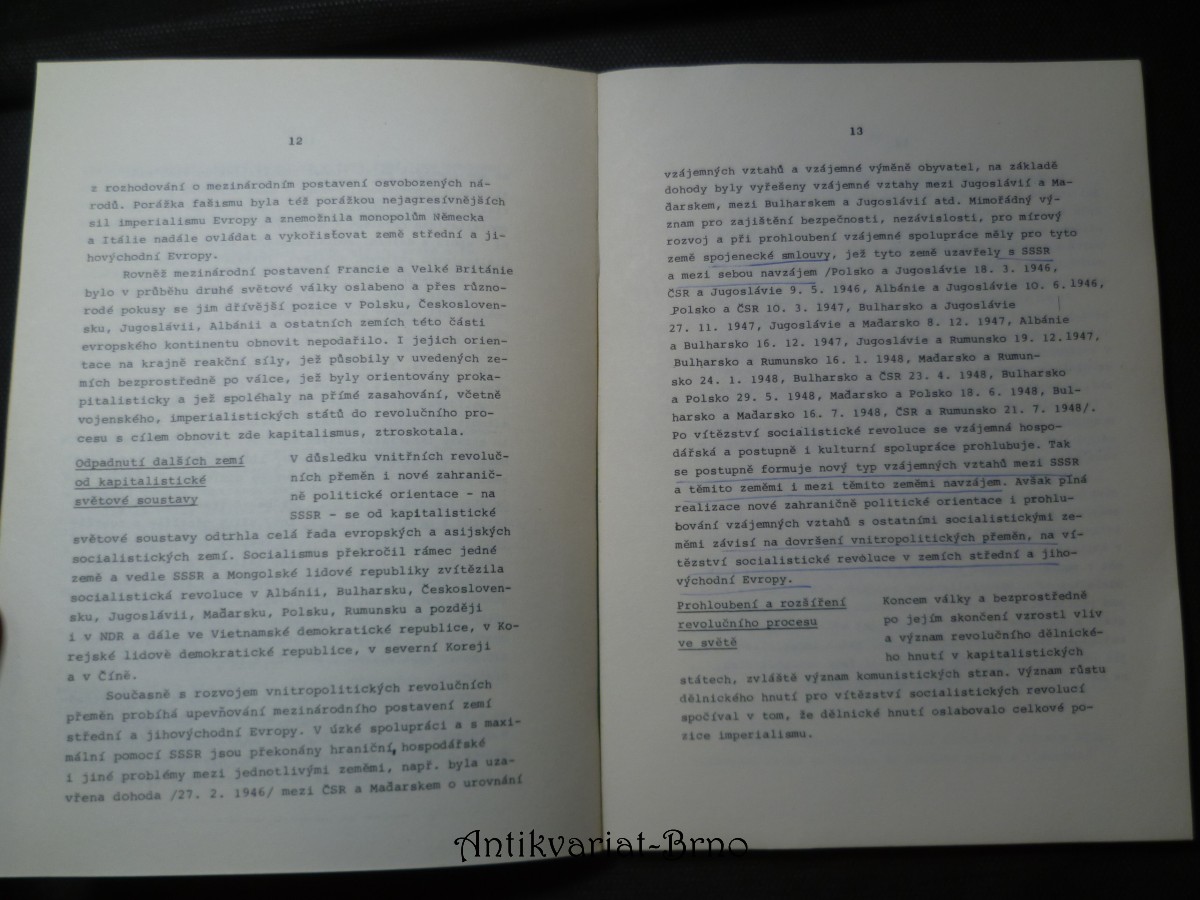 12
z rozhodování o mezinárodním postavení osvobozených ná-
rodů. Porážka fašismu byla též porážkou nejagresívnějších
sil imperialismu Evropy a znemožnila monopolům Německa
a Itálie nadále ovládat a vykořisťovat země střední a ji-
hovýchodní Evropy.
Rovněž mezinárodní postavení Francie a Velké Británie
bylo v průběhu druhé světové války oslabeno a přes různo-
rodé pokusy se jim dřívější pozice v Polsku, Českosloven-
sku, Jugoslávii, Albánii a ostatních zemích této části
evropského kontinentu obnovit nepodařilo. I jejich orien-
tace na krajně reakční síly, jež působily v uvedených ze-
mích bezprostředně po válce, jež byly orientovány proka-
pitalisticky a jež spoléhaly na přímé zasahování, včetně
vojenského, imperialistických států do revolučního pro-
cesu s cílem obnovit zde kapitalismus, ztroskotala.
Odpadnutí dalších zemí
od kapitalistické
světové soustavy
V důsledku vnitřních revoluč-
ních přeměn i nové zahranič-
ně politické orientace - na
SSSR - se od kapitalistické
světové soustavy odtrhla celá řada evropských a asijských
socialistických zemí. Socialismus překročil rámec jedné
země a vedle SSSR a Mongolské lidové republiky zvítězila
socialistická revoluce v Albánii, Bulharsku, Českosloven-
sku, Jugoslávii, Maďarsku, Polsku, Rumunsku a později
i v NDR a dále ve Vietnamské demokratické republice, v Ko-
rejské lidově demokratické republice, v severní Koreji
a v Číně.
Současně s rozvojem vnitropolitických revolučních
přeměn probíhá upevňování mezinárodního postavení zemí
střední a jihovýchodní Evropy. V úzké spolupráci a s maxi-
mální pomocí SSSR jsou překonány hraniční, hospodářské
i jiné problémy mezi jednotlivými zeměmi, např. byla uza-
vřena dohoda /27. 2. 1946/ mezi ČSR a Maďarskem o urovnání
13
vzájemných vztahů a vzájemné výměně obyvatel, na základě
dohody byly vyřešeny vzájemné vztahy mezi Jugoslávií a Ma-
ďarskem, mezi Bulharskem a Jugoslávií atd. Mimořádný vý-
znam pro zajištění bezpečnosti, nezávislosti, pro mírový
rozvoj a při prohloubení vzájemné spolupráce měly pro tyto
země spojenecké smlouvy, jež tyto země uzavřely s SSSR
a mezi sebou navzájem /Polsko a Jugoslávie 18. 3. 1946,
ČSR a Jugoslávie 9. 5. 1946, Albánie a Jugoslávie 10. 6. 1946,
Polsko a ČSR 10. 3. 1947, Bulharsko a Jugoslávie
27. 11. 1947, Jugoslávie a Maďarsko 8. 12. 1947, Albánie
a Bulharsko 16. 12. 1947, Jugoslávie a Rumunsko 19. 12. 1947,
Bulharsko a Rumunsko 16. 1. 1948, Maďarsko a Rumun-
sko 24. 1. 1948, Bulharsko a ČSR 23. 4. 1948, Bulharsko
a Polsko 29. 5. 1948, Maďarsko a Polsko 18. 6. 1948, Bul-
harsko a Maďarsko 16. 7. 1948, ČSR a Rumunsko 21. 7. 1948/.
Po vítězství socialistické revoluce se vzájemná hospo-
dářská a postupně i kulturní spolupráce prohlubuje. Tak
se postupně formuje nový typ vzájemných vztahů mezi SSSR
a těmito zeměmi i mezi těmito zeměmi navzájem. Avšak plná
realizace nové zahraničně politické orientace i prohlu-
bování vzájemných vztahů s ostatními socialistickými ze-
měmi závisí na dovršení vnitropolitických přeměn, na ví-
tězství socialistické revoluce v zemích střední a jiho-
východní Evropy.
Prohloubení a rozšíření
revolučního procesu
ve světě
Koncem války a bezprostředně
po jejím skončení vzrostl vliv
a význam revolučního dělnické-
ho hnutí v kapitalistických
státech, zvláště význam komunistických stran. Význam růstu
dělnického hnutí pro vítězství socialistických revolucí
spočíval v tom, že dělnické hnutí oslabovalo celkové po-
zice imperialismu.
Antikvariat-Brno